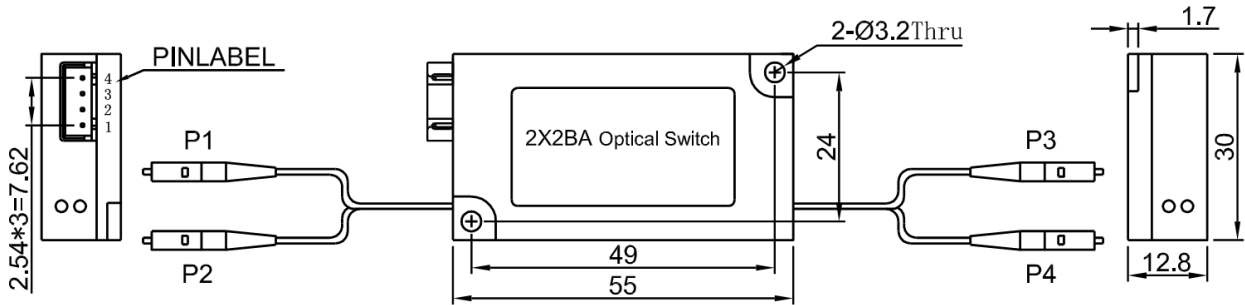 PINLABEL
4
3
2
1
2.54*3=7.62
P1
P2
2X2BA Optical Switch
2-Ø3.2Thru
24
49
55
P3
P4
1.7
30
12.8